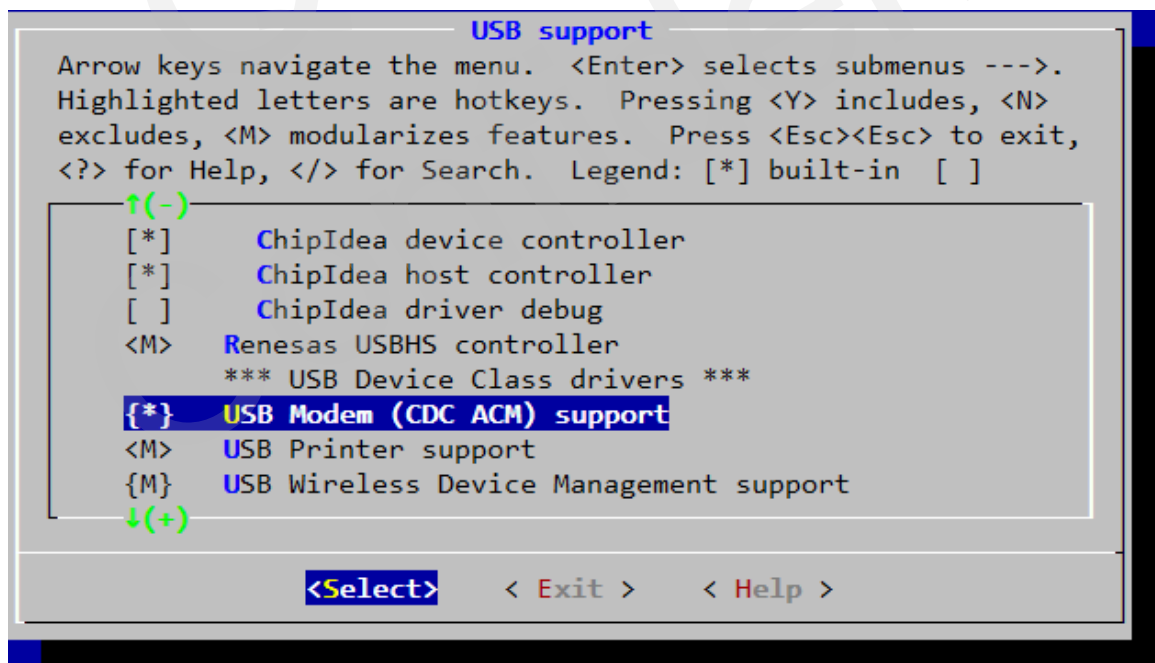 USB support
Arrow keys navigate the menu.  <Enter> selects submenus --->.
Highlighted letters are hotkeys.  Pressing <Y> includes, <N>
excludes, <M> modularizes features.  Press <Esc><Esc> to exit,
<?> for Help, </> for Search.  Legend: [*] built-in  [ ]
↑(-)
[*]     ChipIdea device controller
[*]     ChipIdea host controller
[ ]     ChipIdea driver debug
<M>   Renesas USBHS controller
*** USB Device Class drivers ***
{*}   USB Modem (CDC ACM) support
<M>   USB Printer support
{M}   USB Wireless Device Management support
↓(+)
<Select>    < Exit >    < Help >